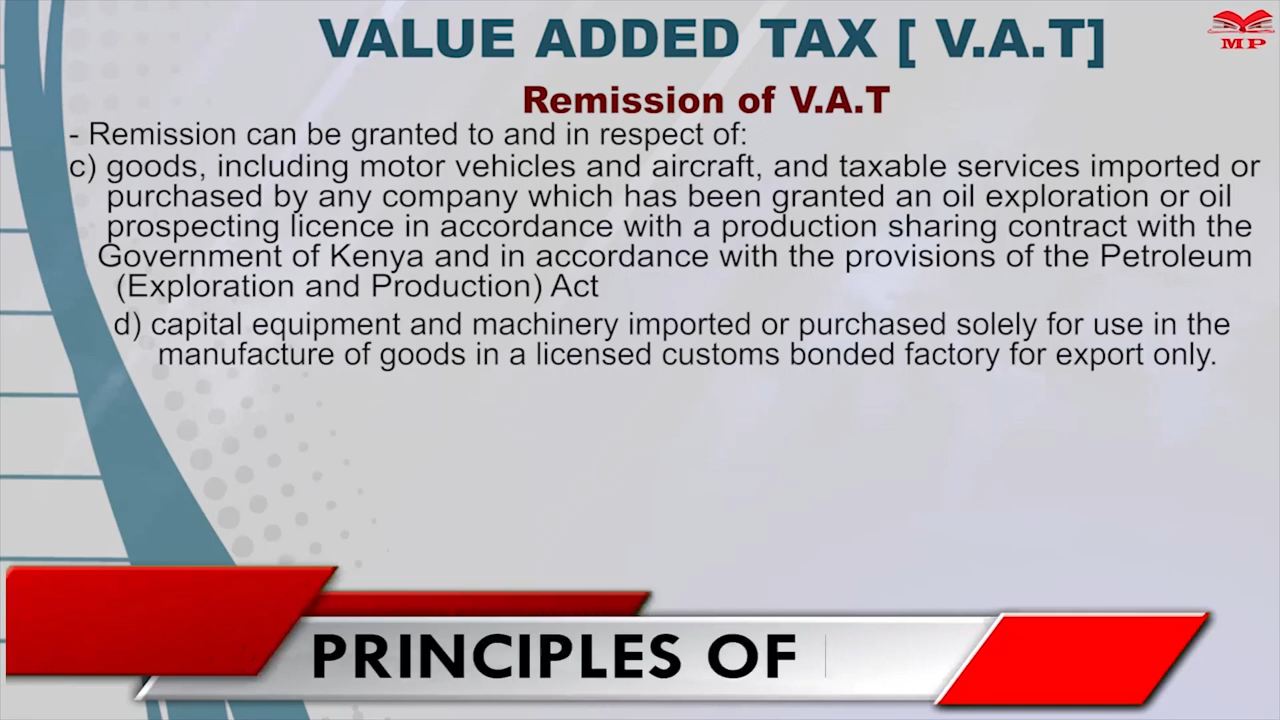 VALUE ADDED TAX [ V.A.T]
MP
Remission of V.A.T
- Remission can be granted to and in respect of:
c) goods, including motor vehicles and aircraft, and taxable services imported or
purchased by any company which has been granted an oil exploration or oil
prospecting licence in accordance with a production sharing contract with the
Government of Kenya and in accordance with the provisions of the Petroleum
(Exploration and Production) Act
d) capital equipment and machinery imported or purchased solely for use in the
manufacture of goods in a licensed customs bonded factory for export only.
PRINCIPLES OF